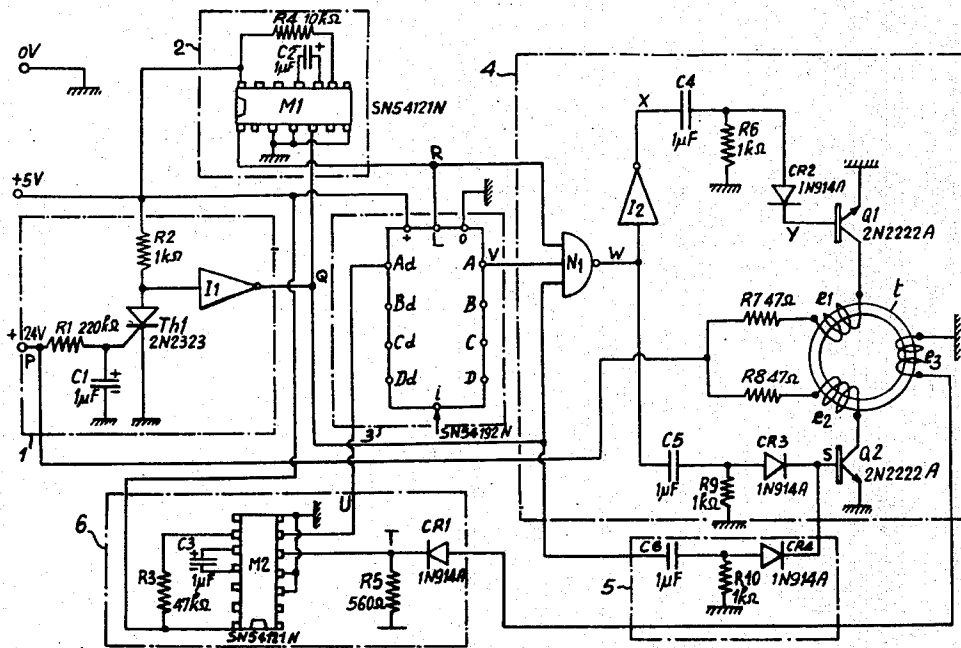 2
R4 10kΩ
C2
1μF
+
0V
M1
SN54121N
4
C4
1μF
X
R6
1kΩ
CR2
1N914A
I2
Q1
2N2222A
Y
+5V
R
R2
1kΩ
+
L
0
Ad
A
V
N1
W
I1
Q
Bd
B
Cd
C
Dd
D
i
3
SN54192N
Th1
2N2323
+ 24V
P
R1 220kΩ
C1
1μF
+
1
R7 47Ω
R8 47Ω
e1
t
e3
e2
C5
1μF
CR3
1N914A
R9
1kΩ
S
Q2
2N2222A
6
U
C3
+
1μF
M2
R3
47kΩ
SN54121N
T
CR1
1N914A
R5
560Ω
C6
1μF
CR4
1N914A
R10
1kΩ
5